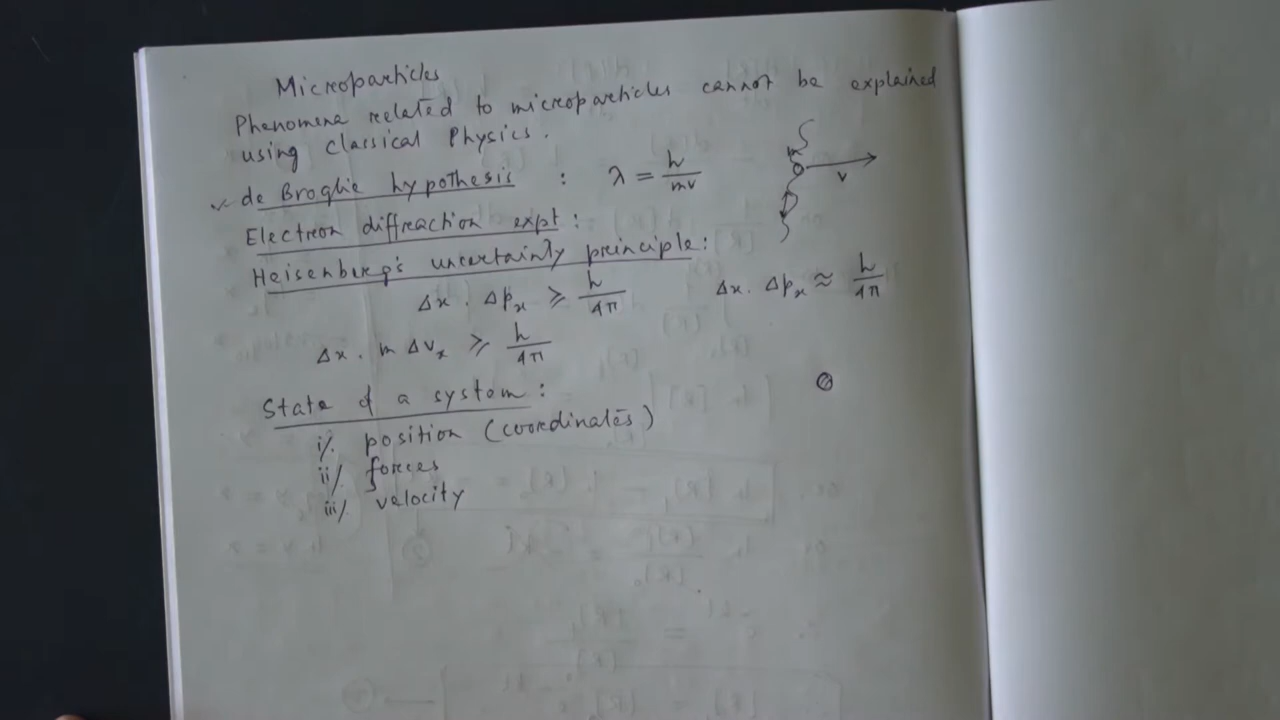 Microparticles
Phenomena related to microparticles cannot be explained
using Classical Physics.
de Broglie hypothesis : λ = h/mv
v
Electron diffraction expt :
Heisenberg's uncertainty principle :
Δx . Δpx ⩾ h/4π Δx . Δpx ≈ h/4π
Δx . m Δvx ⩾ h/4π
State of a system :
i/. position (coordinates)
ii/. forces
iii/. velocity